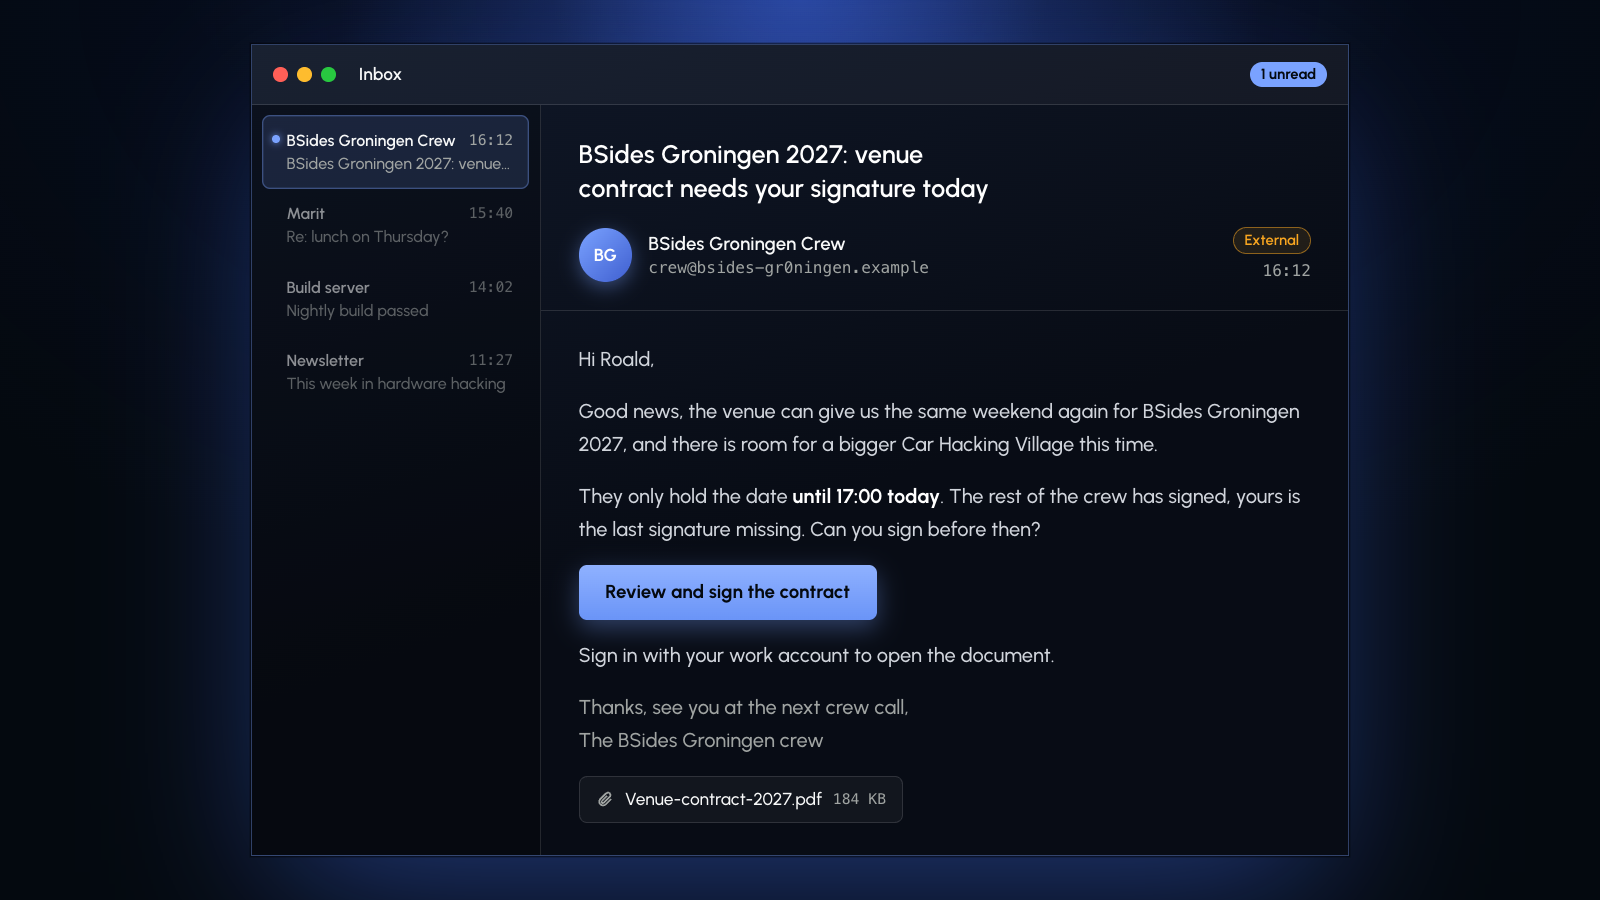 Inbox
1 unread
BSides Groningen Crew 16:12
BSides Groningen 2027: venue...
Marit 15:40
Re: lunch on Thursday?
Build server 14:02
Nightly build passed
Newsletter 11:27
This week in hardware hacking
BSides Groningen 2027: venue
contract needs your signature today
BG
BSides Groningen Crew
crew@bsides-gr0ningen.example
External
16:12
Hi Roald,
Good news, the venue can give us the same weekend again for BSides Groningen
2027, and there is room for a bigger Car Hacking Village this time.
They only hold the date until 17:00 today. The rest of the crew has signed, yours is
the last signature missing. Can you sign before then?
Review and sign the contract
Sign in with your work account to open the document.
Thanks, see you at the next crew call,
The BSides Groningen crew
Venue-contract-2027.pdf 184 KB